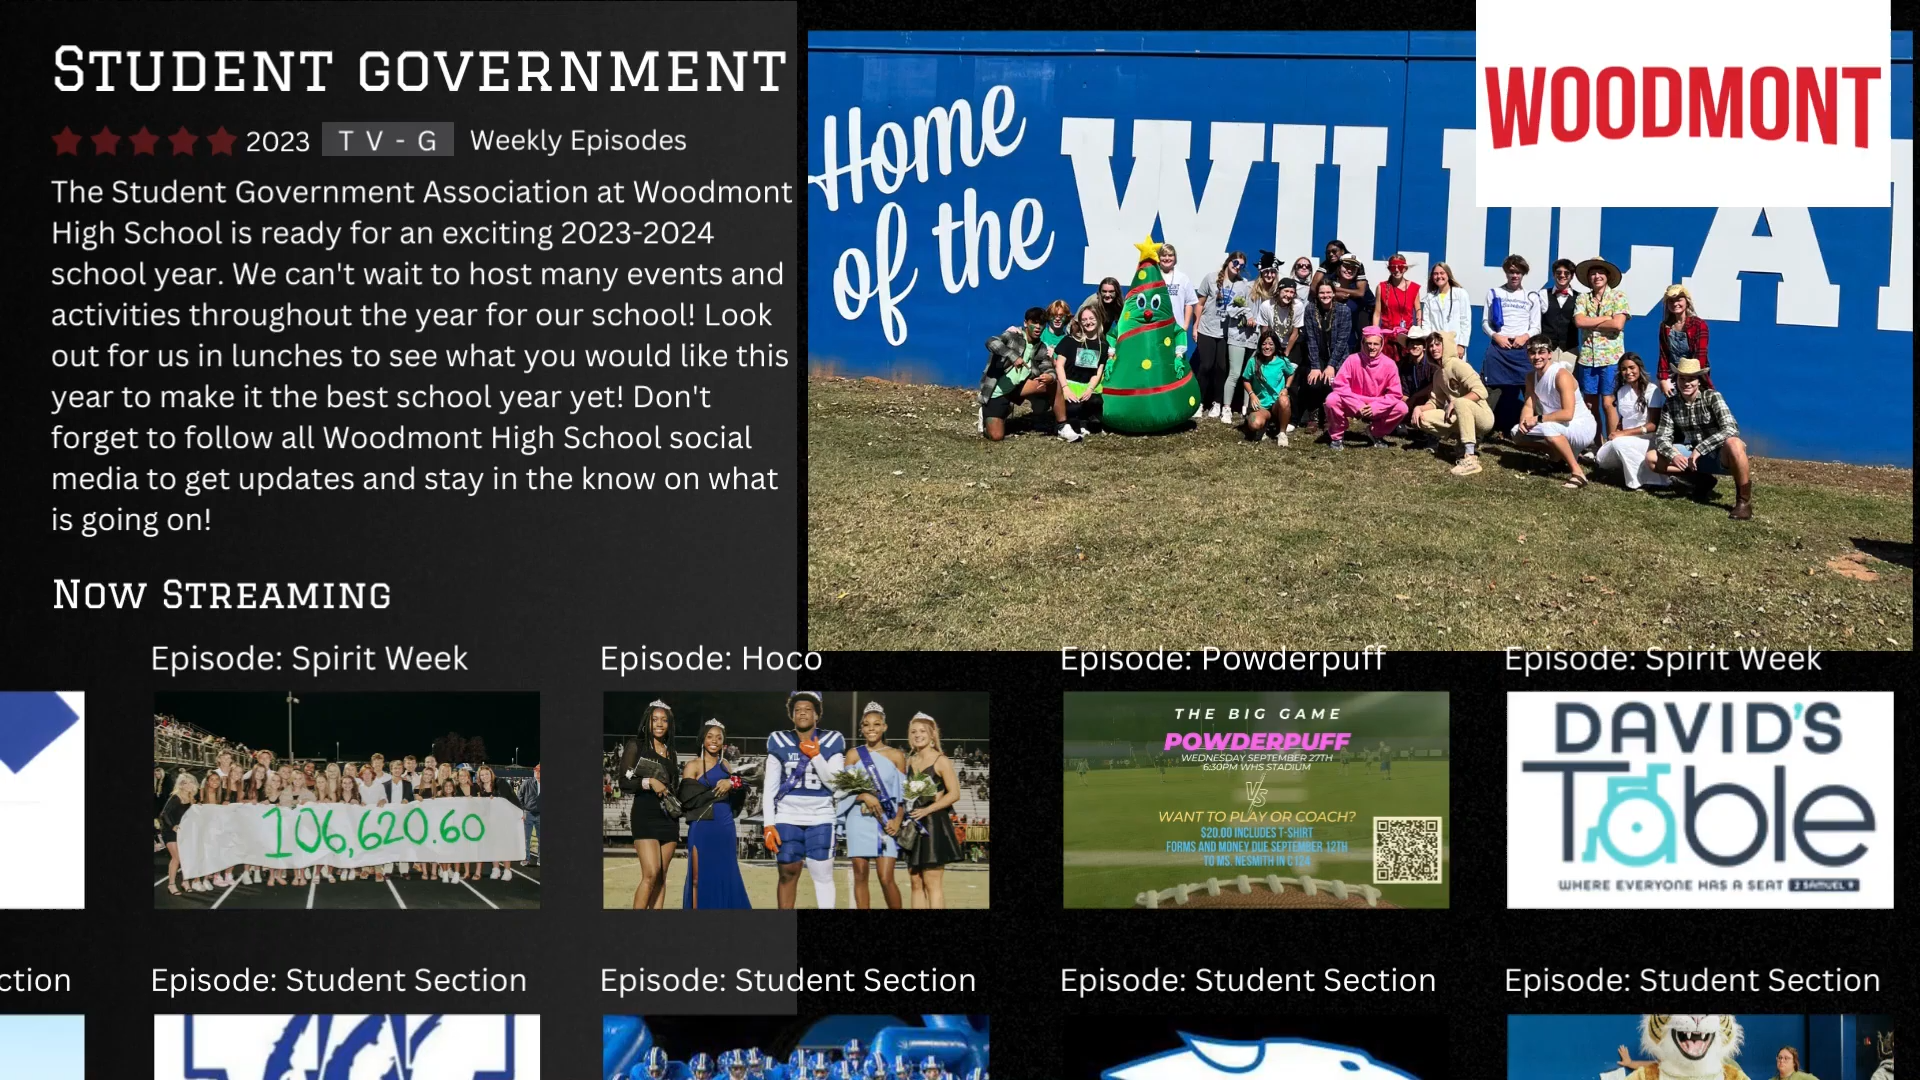 STUDENT GOVERNMENT
2023 TV-G Weekly Episodes
The Student Government Association at Woodmont
High School is ready for an exciting 2023-2024
school year. We can't wait to host many events and
activities throughout the year for our school! Look
out for us in lunches to see what you would like this
year to make it the best school year yet! Don't
forget to follow all Woodmont High School social
media to get updates and stay in the know on what
is going on!
Home
of the
WOODMONT
NOW STREAMING
Episode: Spirit Week
Episode: Hoco
Episode: Powderpuff
Episode: Spirit Week
106,620.60
THE BIG GAME
POWDERPUFF
WEDNESDAY SEPTEMBER 27TH
6:30PM WHS STADIUM
VS
WANT TO PLAY OR COACH?
$20.00 INCLUDES T-SHIRT
FORMS AND MONEY DUE SEPTEMBER 12TH
TO MS. NESMITH IN C124
DAVID'S
Table
WHERE EVERYONE HAS A SEAT 2 SAMUEL 9
ction
Episode: Student Section
Episode: Student Section
Episode: Student Section
Episode: Student Section